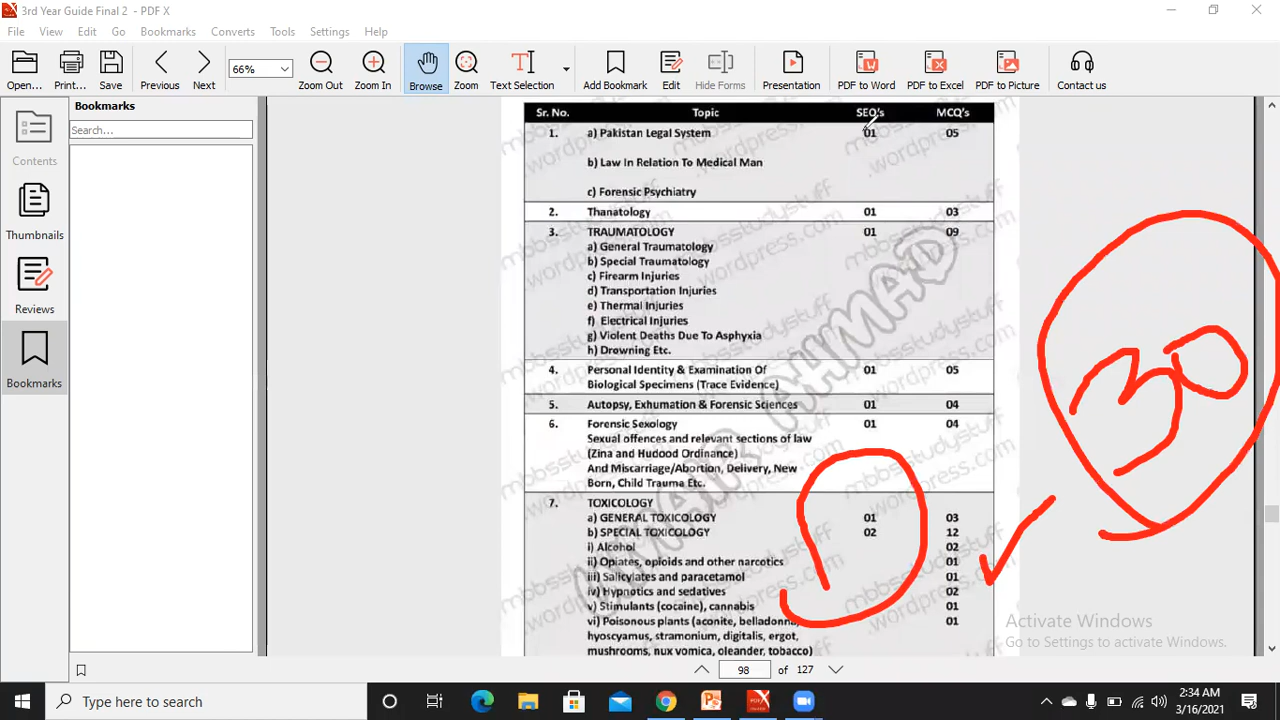 3rd Year Guide Final 2 - PDF X
File View Edit Go Bookmarks Converts Tools Settings Help
Open... Print... Save Previous Next 66% Zoom Out Zoom In Browse Zoom Text Selection Add Bookmark Edit Hide Forms Presentation PDF to Word PDF to Excel PDF to Picture Contact us
Bookmarks
Search...
Contents
Thumbnails
Reviews
Bookmarks
Sr. No. Topic SEQ's MCQ's
1. a) Pakistan Legal System 01 05
b) Law In Relation To Medical Man
c) Forensic Psychiatry
2. Thanatology 01 03
3. TRAUMATOLOGY 01 09
a) General Traumatology
b) Special Traumatology
c) Firearm Injuries
d) Transportation Injuries
e) Thermal Injuries
f) Electrical Injuries
g) Violent Deaths Due To Asphyxia
h) Drowning Etc.
4. Personal Identity & Examination Of 01 05
Biological Specimens (Trace Evidence)
5. Autopsy, Exhumation & Forensic Sciences 01 04
6. Forensic Sexology 01 04
Sexual offences and relevant sections of law
(Zina and Hudood Ordinance)
And Miscarriage/Abortion, Delivery, New
Born, Child Trauma Etc.
7. TOXICOLOGY
a) GENERAL TOXICOLOGY 01 03
b) SPECIAL TOXICOLOGY 02 12
i) Alcohol 02
ii) Opiates, opioids and other narcotics 01
iii) Salicylates and paracetamol 01
iv) Hypnotics and sedatives 02
v) Stimulants (cocaine), cannabis 01
vi) Poisonous plants (aconite, belladonna, 01
hyoscyamus, stramonium, digitalis, ergot,
mushrooms, nux vomica, oleander, tobacco)
30
mbbsstudystuff
.wordpress.com
AHMAD
Activate Windows
Go to Settings to activate Windows.
98 of 127
Type here to search
2:34 AM
3/16/2021